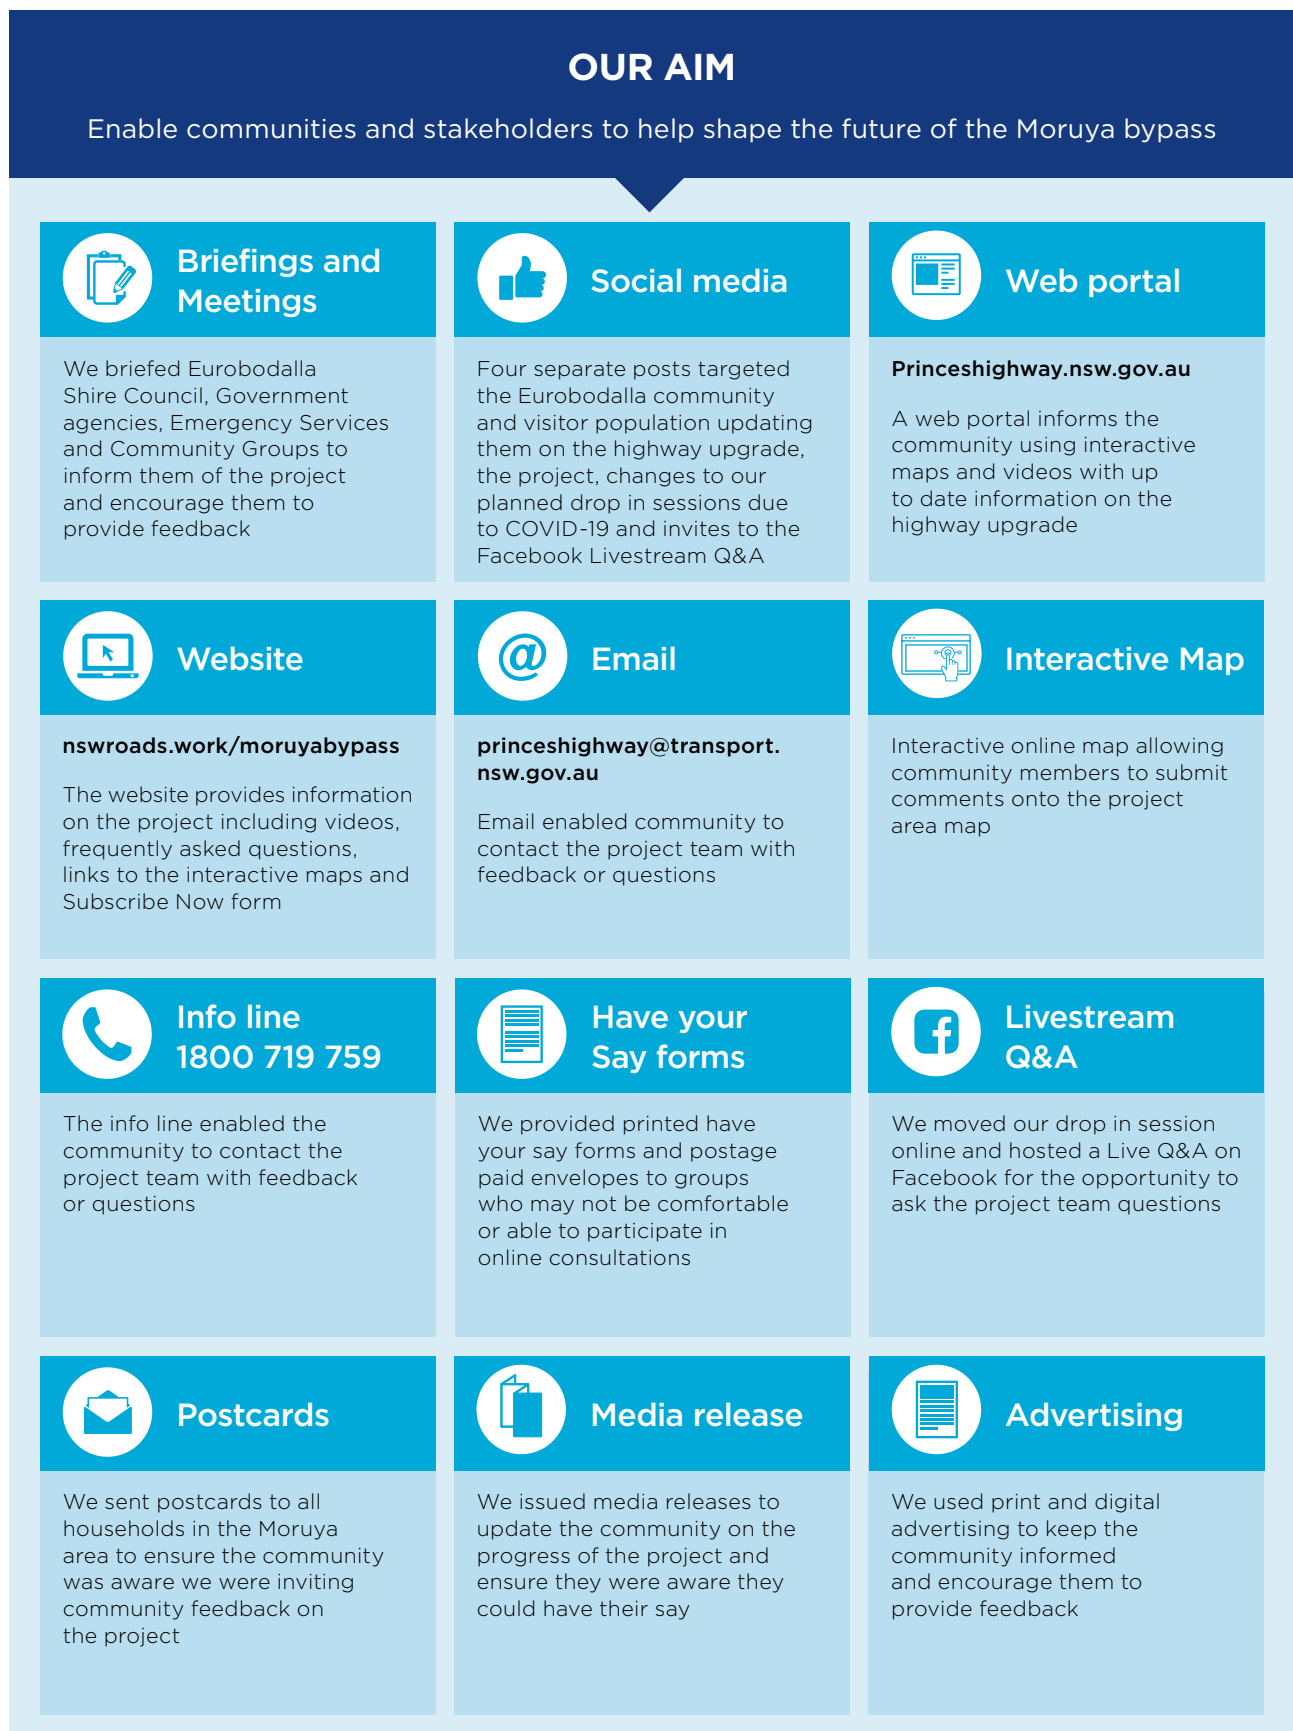 OUR AIM
Enable communities and stakeholders to help shape the future of the Moruya bypass
Briefings and
Meetings
We briefed Eurobodalla
Shire Council, Government
agencies, Emergency Services
and Community Groups to
inform them of the project
and encourage them to
provide feedback
Social media
Four separate posts targeted
the Eurobodalla community
and visitor population updating
them on the highway upgrade,
the project, changes to our
planned drop in sessions due
to COVID-19 and invites to the
Facebook Livestream Q&A
Web portal
Princeshighway.nsw.gov.au
A web portal informs the
community using interactive
maps and videos with up
to date information on the
highway upgrade
Website
nswroads.work/moruyabypass
The website provides information
on the project including videos,
frequently asked questions,
links to the interactive maps and
Subscribe Now form
@
Email
princeshighway@transport.
nsw.gov.au
Email enabled community to
contact the project team with
feedback or questions
Interactive Map
Interactive online map allowing
community members to submit
comments onto the project
area map
Info line
1800 719 759
The info line enabled the
community to contact the
project team with feedback
or questions
Have your
Say forms
We provided printed have
your say forms and postage
paid envelopes to groups
who may not be comfortable
or able to participate in
online consultations
Livestream
Q&A
We moved our drop in session
online and hosted a Live Q&A on
Facebook for the opportunity to
ask the project team questions
Postcards
We sent postcards to all
households in the Moruya
area to ensure the community
was aware we were inviting
community feedback on
the project
Media release
We issued media releases to
update the community on the
progress of the project and
ensure they were aware they
could have their say
Advertising
We used print and digital
advertising to keep the
community informed
and encourage them to
provide feedback